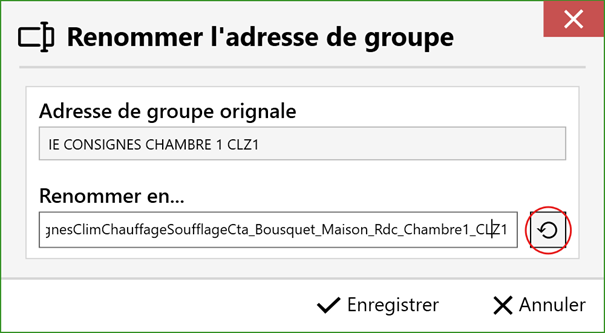 Renommer l'adresse de groupe
Adresse de groupe orignale
IE CONSIGNES CHAMBRE 1 CLZ1
Renommer en...
gnesClimChauffageSoufflageCta_Bousquet_Maison_Rdc_Chambre1_CLZ1
Enregistrer
Annuler